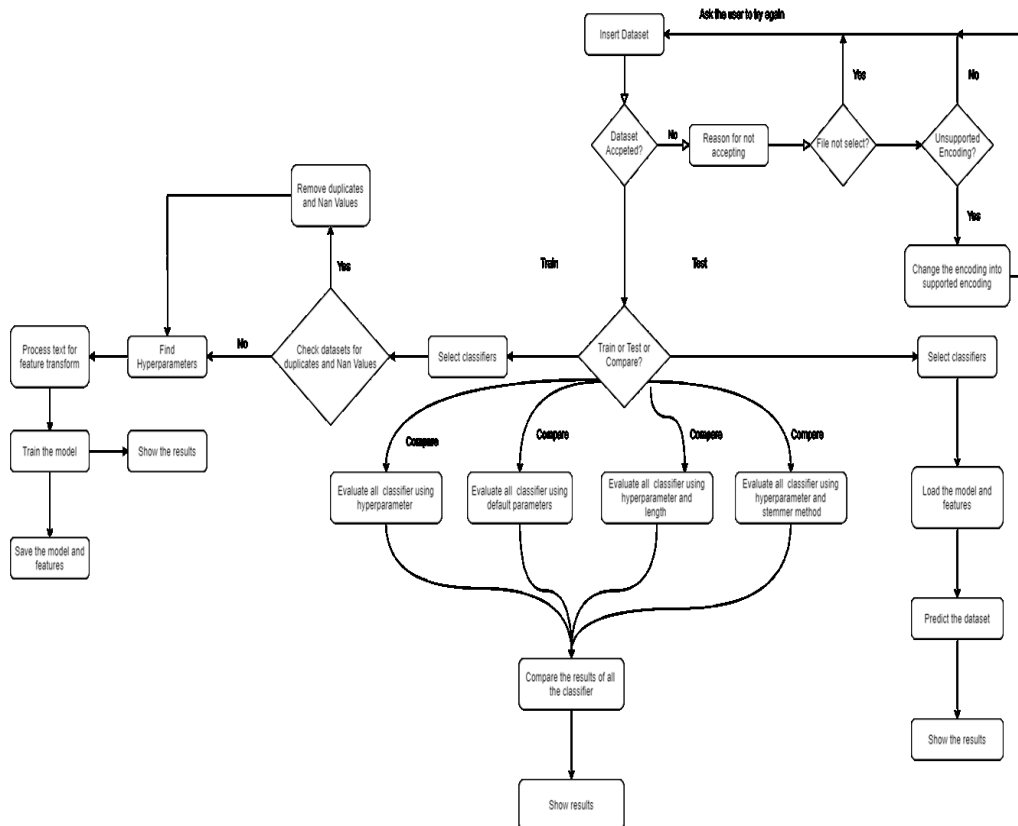 Ask the user to try again
Insert Dataset
Yes
No
Dataset
Accpeted?
No
Reason for not
accepting
File not select?
Unsupported
Encoding?
Remove duplicates
and Nan Values
Yes
Yes
Train
Test
Change the encoding into
supported encoding
Process text for
feature transform
Find
Hyperparameters
No
Check datasets for
duplicates and Nan Values
Select classifiers
Train or Test or
Compare?
Select classifiers
Train the model
Show the results
Compare
Compare
Compare
Compare
Evaluate all classifier using
hyperparameter
Evaluate all classifier using
default parameters
Evaluate all classifier using
hyperparameter and
length
Evaluate all classifier using
hyperparameter and
stemmer method
Load the model and
features
Save the model and
features
Predict the dataset
Compare the results of all
the classifier
Show the results
Show results